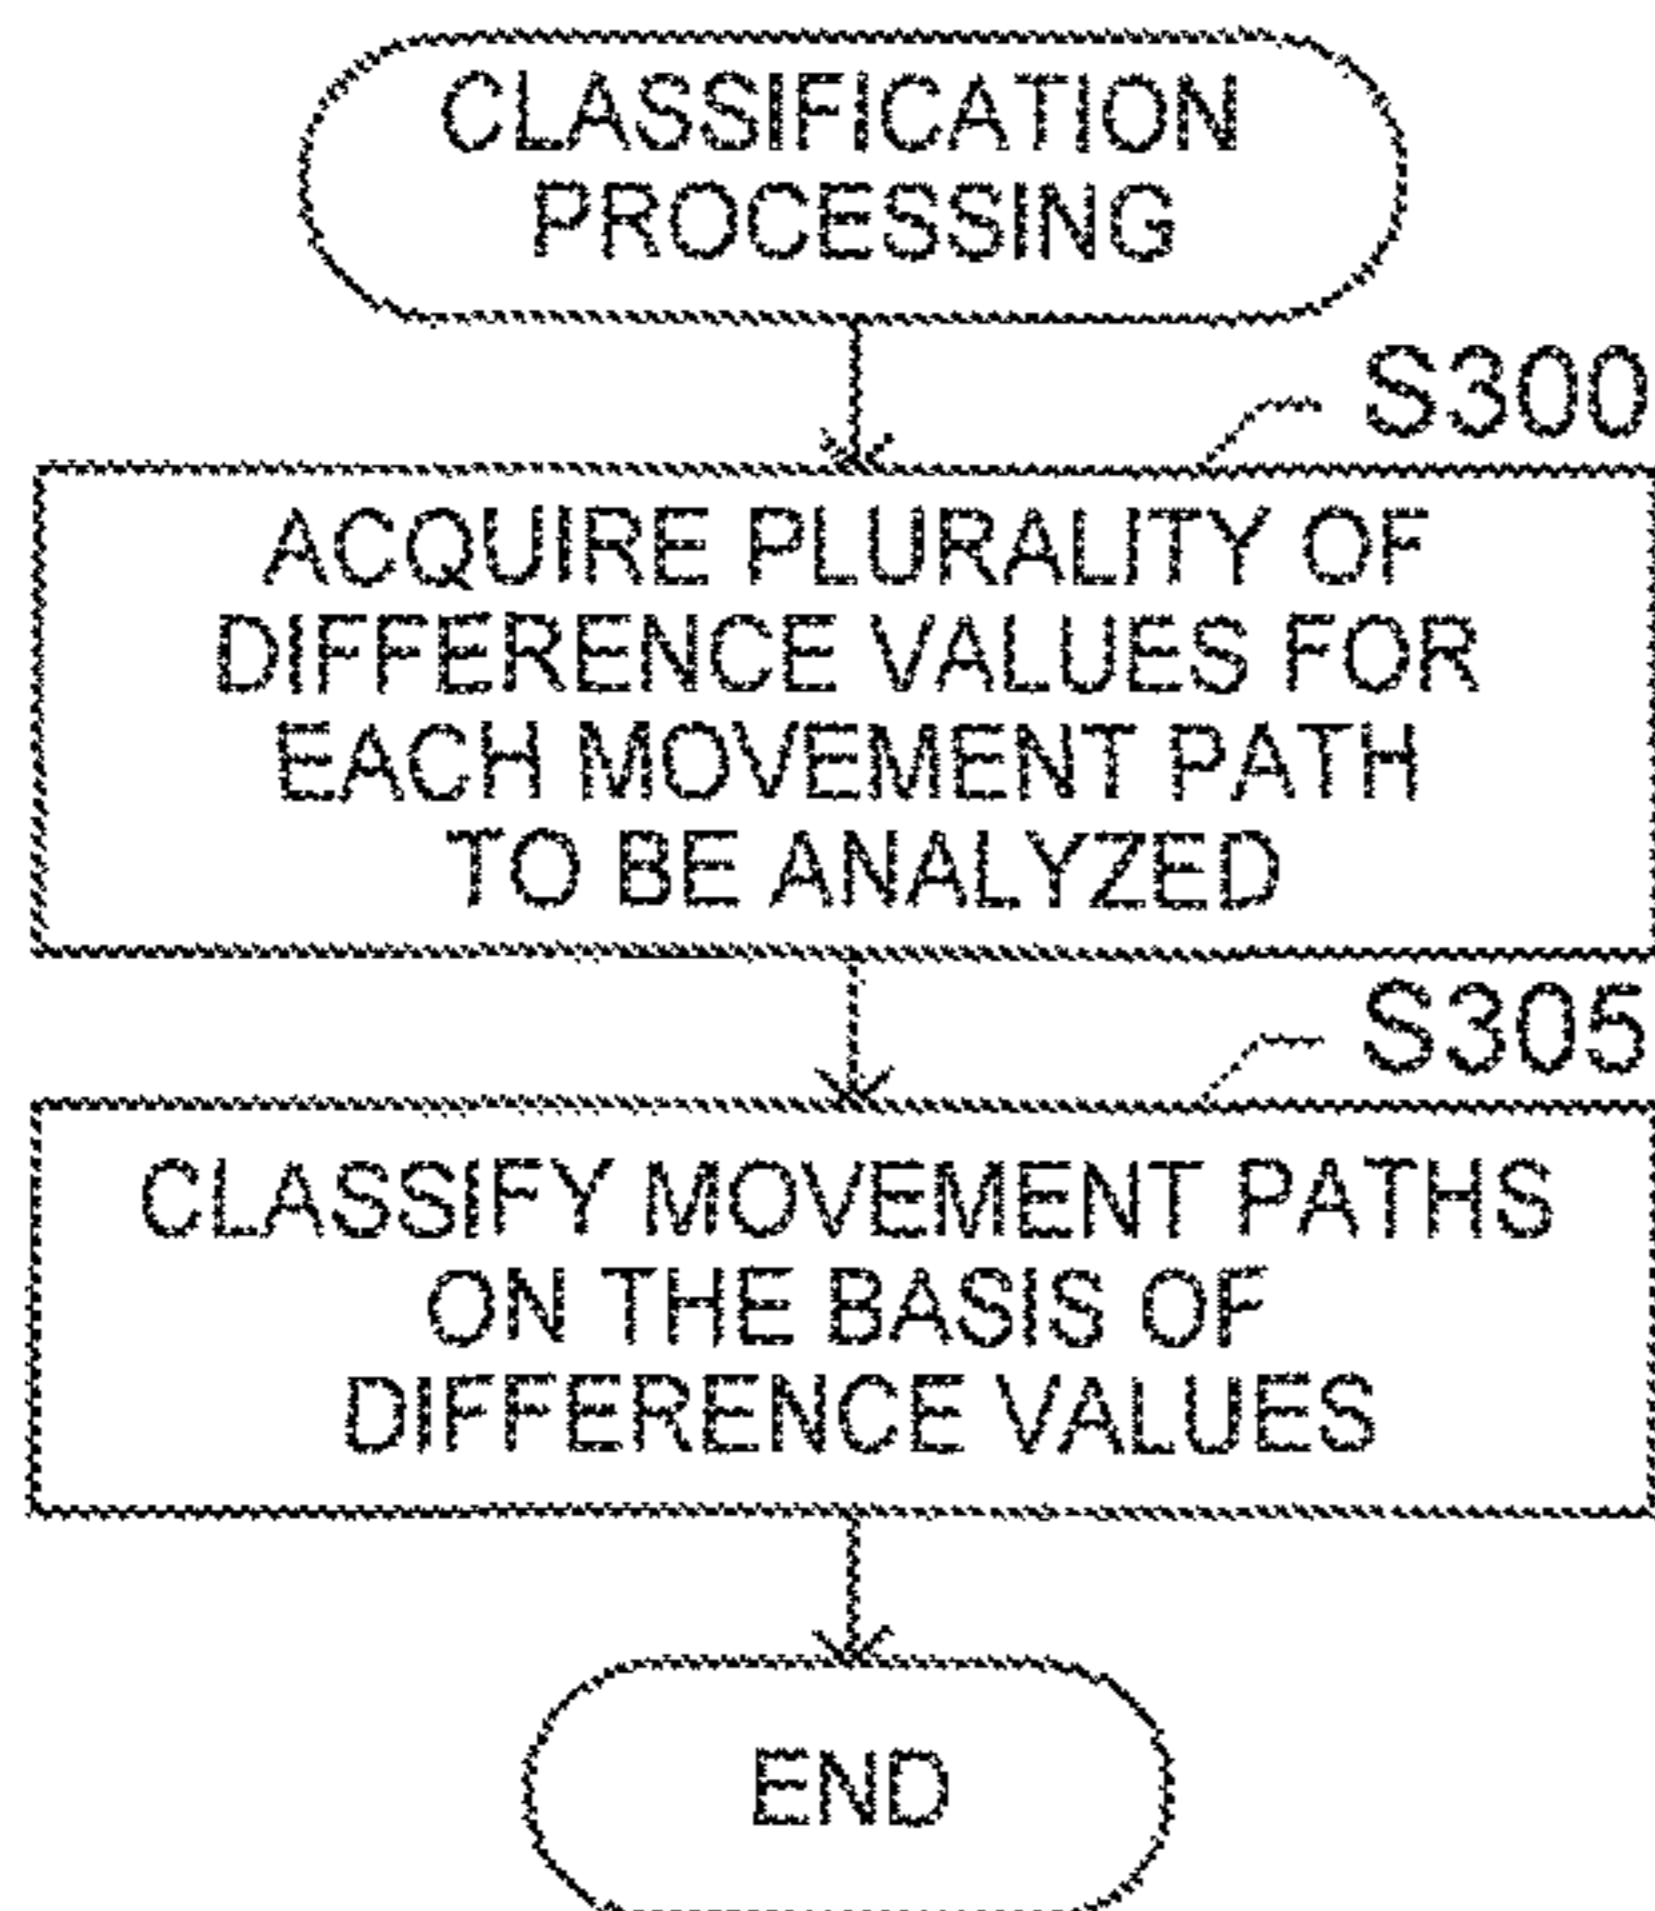 CLASSIFICATION
PROCESSING
S300
ACQUIRE PLURALITY OF
DIFFERENCE VALUES FOR
EACH MOVEMENT PATH
TO BE ANALYZED
S305
CLASSIFY MOVEMENT PATHS
ON THE BASIS OF
DIFFERENCE VALUES
END